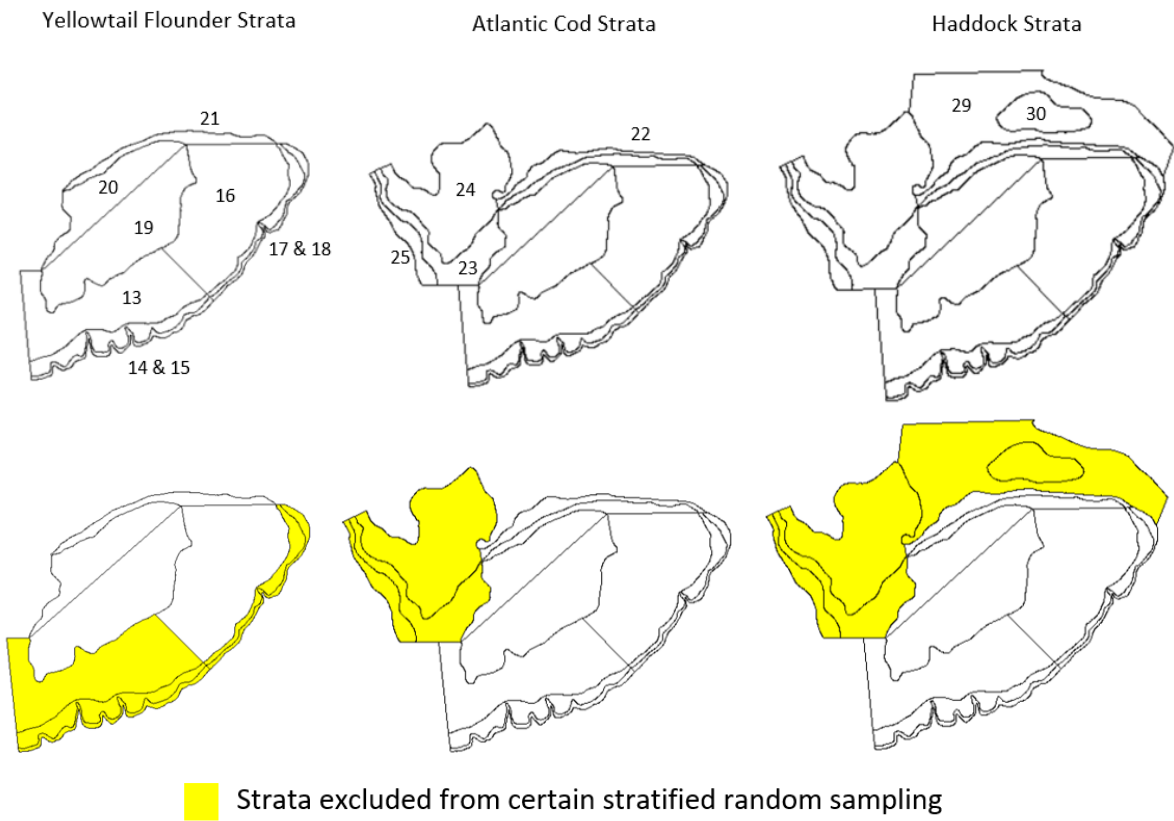 Yellowtail Flounder Strata
Atlantic Cod Strata
Haddock Strata
21
20
16
19
17 & 18
13
14 & 15
22
24
25
23
29
30
Strata excluded from certain stratified random sampling